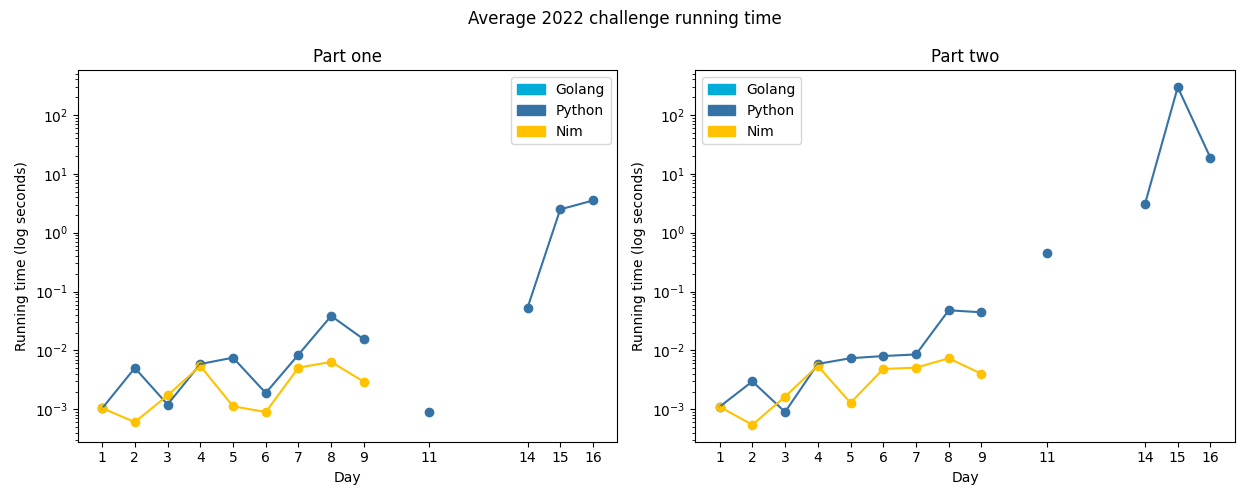 Average 2022 challenge running time
Part one
Golang
Python
Nim
10²
10¹
10⁰
10⁻¹
10⁻²
10⁻³
Running time (log seconds)
1 2 3 4 5 6 7 8 9 11 14 15 16
Day
Part two
Golang
Python
Nim
10²
10¹
10⁰
10⁻¹
10⁻²
10⁻³
Running time (log seconds)
1 2 3 4 5 6 7 8 9 11 14 15 16
Day